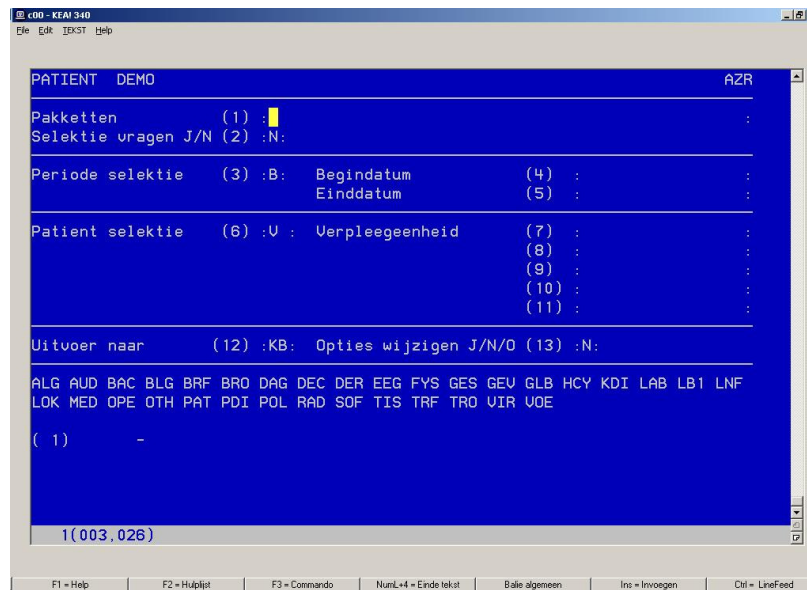 c00 - KEA! 340
File Edit TEKST Help
PATIENT DEMO AZR
Pakketten (1) : :
Selektie vragen J/N (2) :N:
Periode selektie (3) :B: Begindatum (4) : :
Einddatum (5) : :
Patient selektie (6) :V : Verpleegeenheid (7) : :
(8) : :
(9) : :
(10) : :
(11) : :
Uitvoer naar (12) :KB: Opties wijzigen J/N/O (13) :N:
ALG AUD BAC BLG BRF BRO DAG DEC DER EEG FYS GES GEV GLB HCY KDI LAB LB1 LNF
LOK MED OPE OTH PAT PDI POL RAD SOF TIS TRF TRO VIR VOE
( 1) -
1(003,026)
F1 = Help F2 = Hulplijst F3 = Commando NumL+4 = Einde tekst Balie algemeen Ins = Invoegen Ctrl = LineFeed